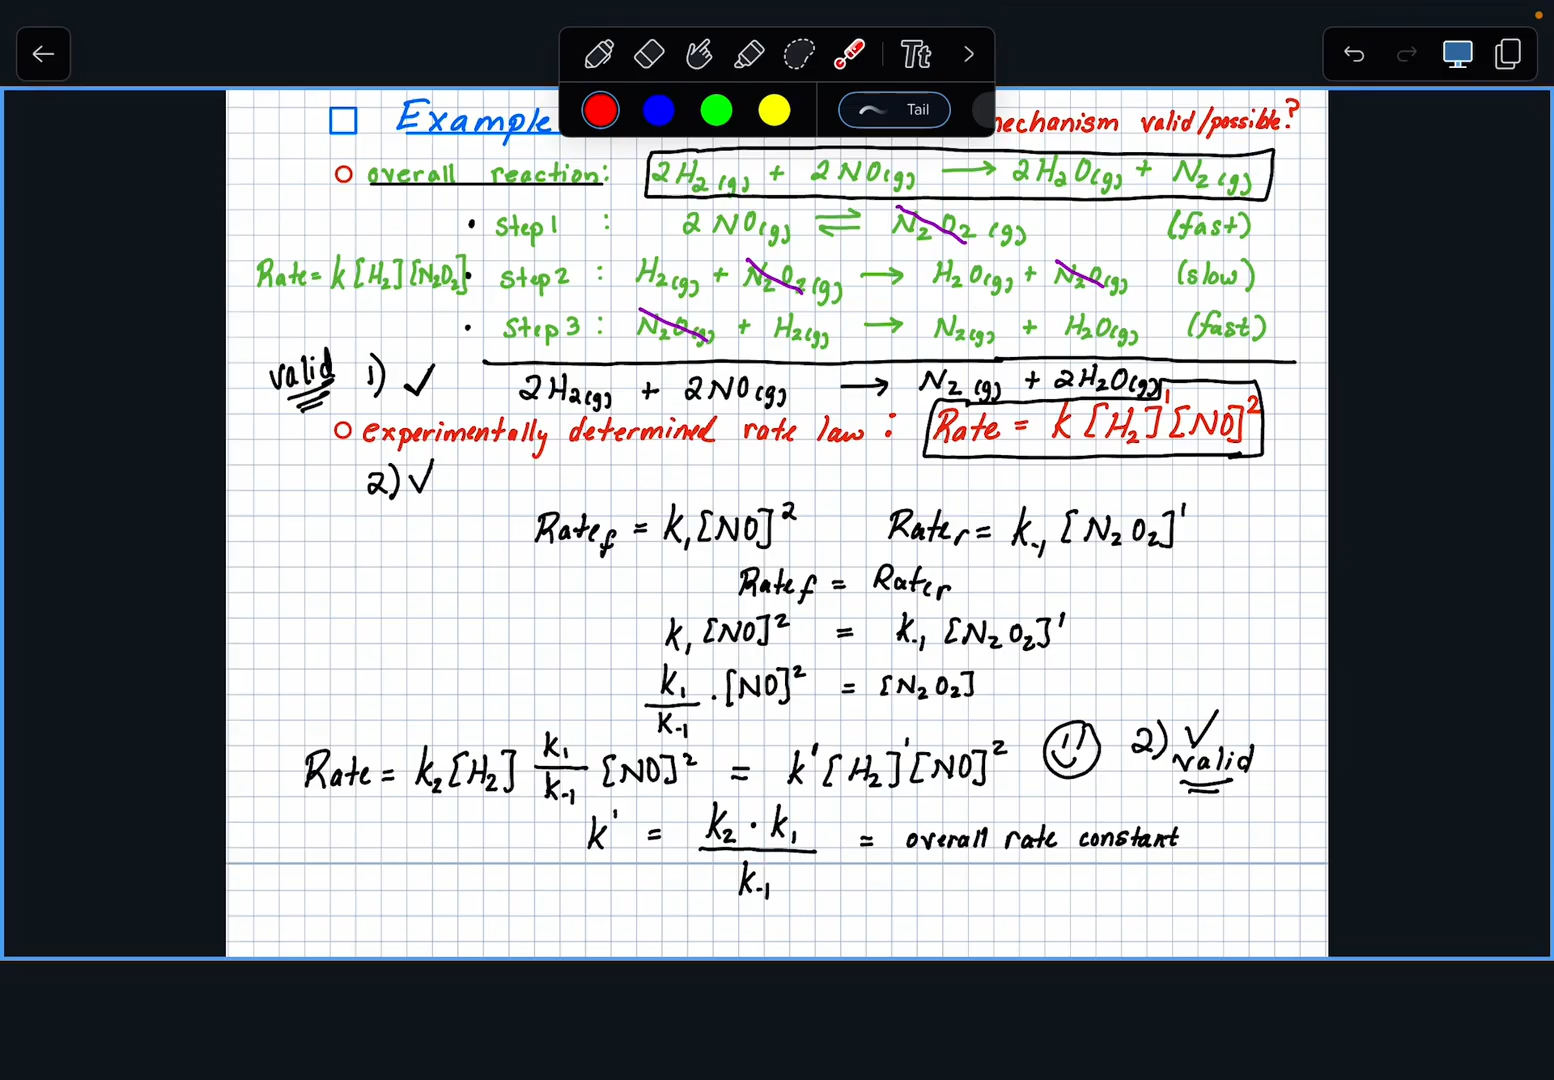 Tt
Tail
Example mechanism valid/possible?
overall reaction: 2H₂(g) + 2NO(g) → 2H₂O(g) + N₂(g)
• Step 1 : 2NO(g) ⇌ N₂O₂(g) (fast)
Rate = k[H₂][N₂O₂] • Step 2 : H₂(g) + N₂O₂(g) → H₂O(g) + N₂O(g) (slow)
• Step 3 : N₂O(g) + H₂(g) → N₂(g) + H₂O(g) (fast)
valid 1) ✓ 2H₂(g) + 2NO(g) → N₂(g) + 2H₂O(g)
experimentally determined rate law : Rate = k[H₂]¹[NO]²
2) ✓
Rate_f = k₁[NO]² Rate_r = k₋₁[N₂O₂]¹
Rate_f = Rate_r
k₁[NO]² = k₋₁[N₂O₂]¹
k₁/k₋₁ · [NO]² = [N₂O₂]
Rate = k₂[H₂] k₁/k₋₁ [NO]² = k'[H₂]¹[NO]² 2) ✓ valid
k' = k₂ · k₁ / k₋₁ = overall rate constant